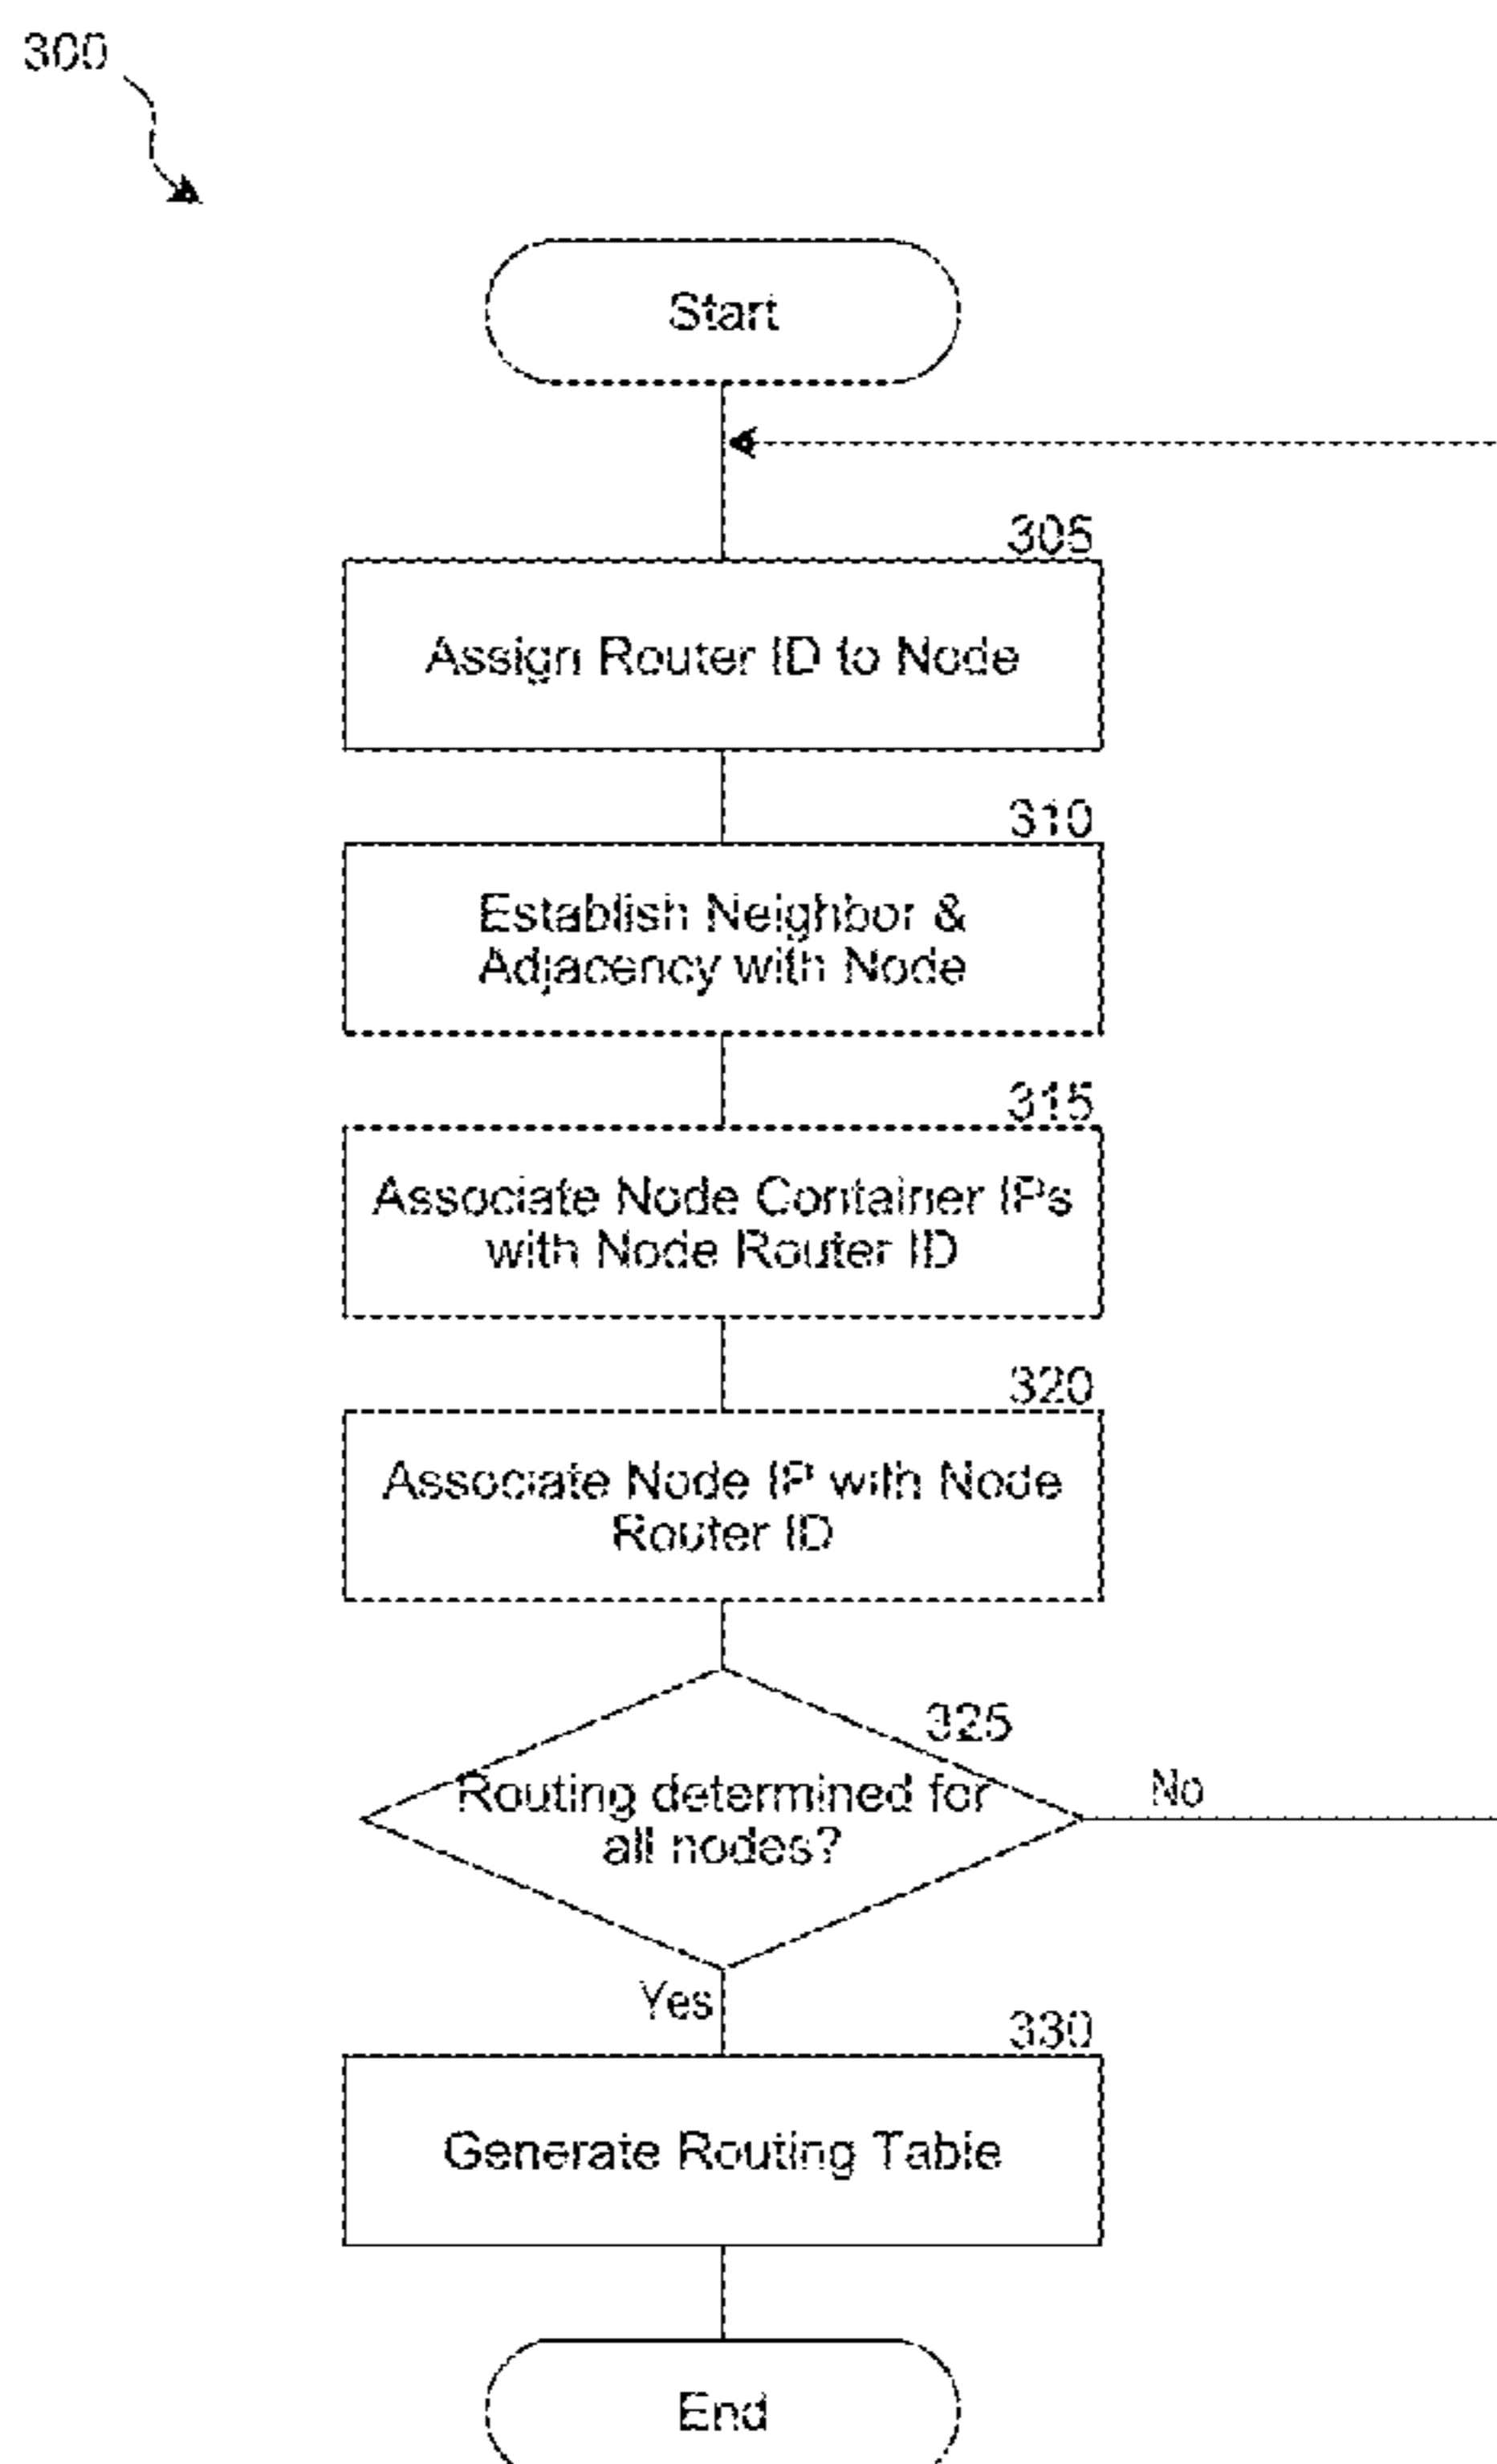 300
Start
305
Assign Router ID to Node
310
Establish Neighbor &
Adjacency with Node
315
Associate Node Container IPs
with Node Router ID
320
Associate Node IP with Node
Router ID
325
Routing determined for
all nodes?
No
Yes
330
Generate Routing Table
End